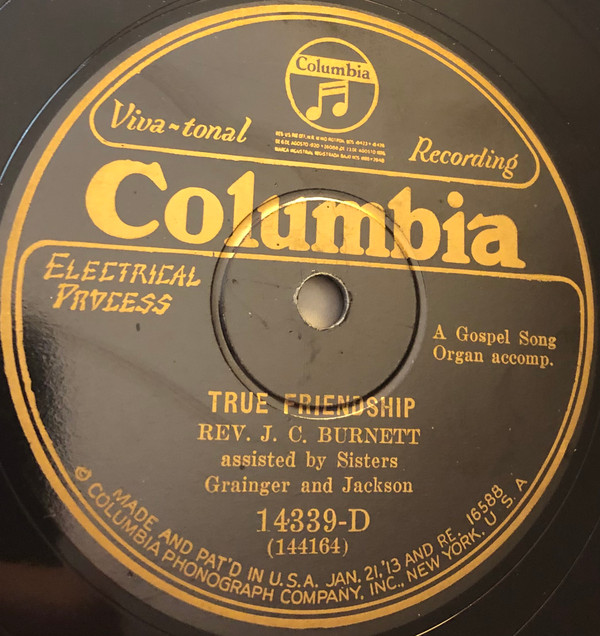 Columbia
Viva-tonal
Recording
Columbia
ELECTRICAL
PROCESS
A Gospel Song
Organ accomp.
TRUE FRIENDSHIP
REV. J. C. BURNETT
assisted by Sisters
Grainger and Jackson
14339-D
(144164)
MADE AND PAT'D IN U.S.A. JAN. 21,'13 AND RE. 16588
© COLUMBIA PHONOGRAPH COMPANY, INC., NEW YORK. U S A